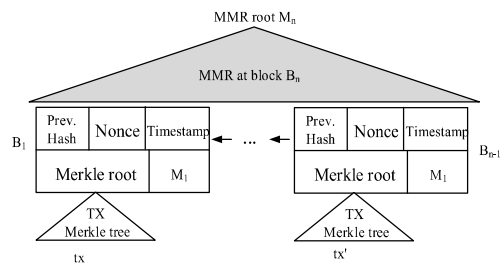 MMR root Mn
MMR at block Bn
B1
Prev.
Hash
Nonce
Timestamp
Merkle root
M1
...
Prev.
Hash
Nonce
Timestamp
Merkle root
M1
Bn-1
TX
Merkle tree
tx
TX
Merkle tree
tx'